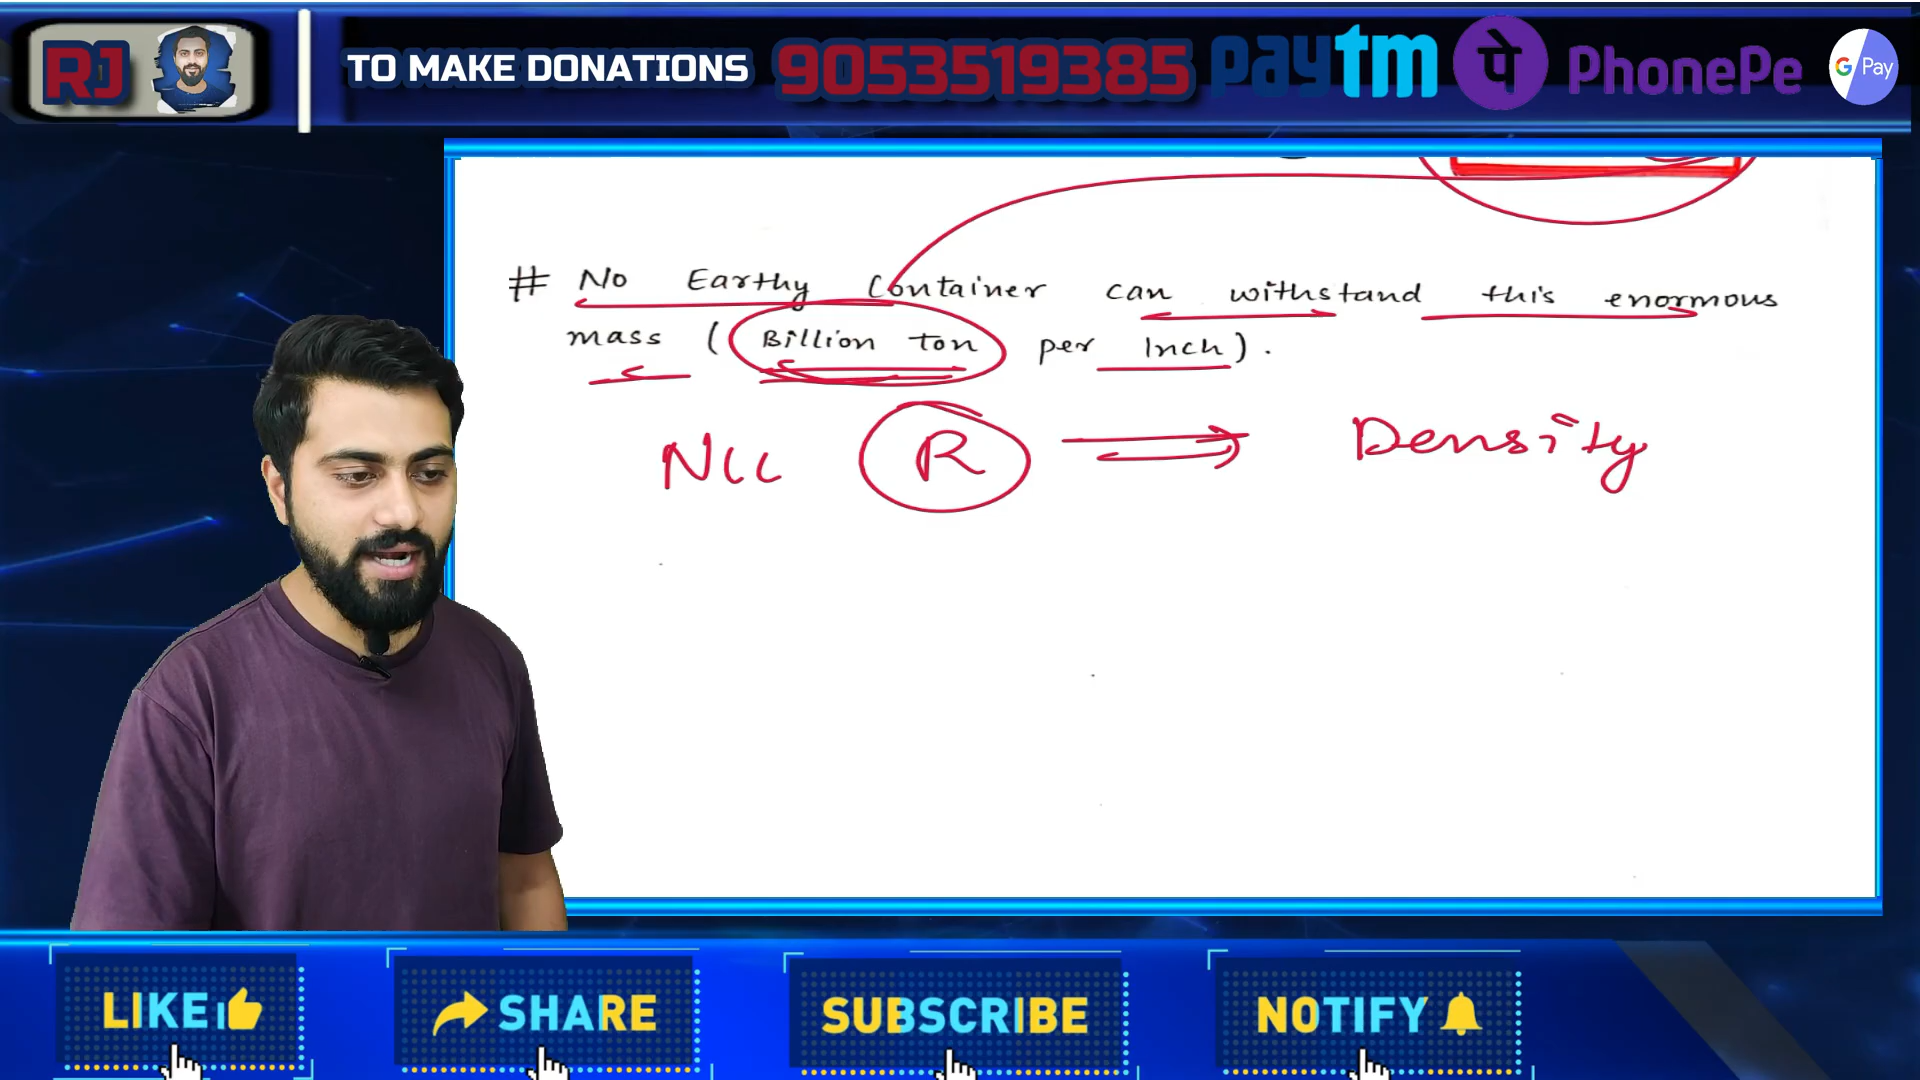 RJ
TO MAKE DONATIONS 9053519385 paytm पे PhonePe G Pay
# No Earthy Container can withstand this enormous
mass ( Billion ton per Inch ) .
R Density
LIKE SHARE SUBSCRIBE NOTIFY